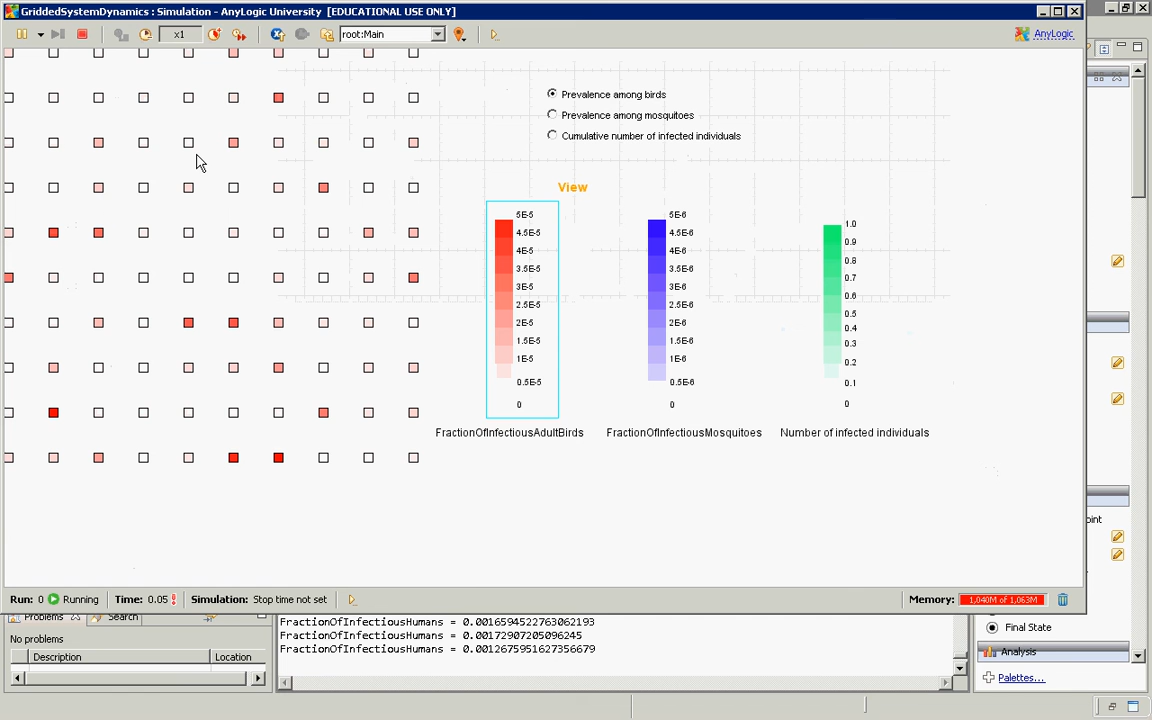 GriddedSystemDynamics : Simulation - AnyLogic University [EDUCATIONAL USE ONLY]
x1
root:Main
AnyLogic
Prevalence among birds
Prevalence among mosquitoes
Cumulative number of infected individuals
View
5E-5
4.5E-5
4E-5
3.5E-5
3E-5
2.5E-5
2E-5
1.5E-5
1E-5
0.5E-5
0
FractionOfInfectiousAdultBirds
5E-6
4.5E-6
4E-6
3.5E-6
3E-6
2.5E-6
2E-6
1.5E-6
1E-6
0.5E-6
0
FractionOfInfectiousMosquitoes
1.0
0.9
0.8
0.7
0.6
0.5
0.4
0.3
0.2
0.1
0
Number of infected individuals
oint
Run: 0 Running Time: 0.05 Simulation: Stop time not set
Memory: 1,040M of 1,063M
Problems Search
No problems
Description Location
FractionOfInfectiousHumans = 0.0016594522763062193
FractionOfInfectiousHumans = 0.00172907205096245
FractionOfInfectiousHumans = 0.0012675951627356679
Final State
Analysis
Palettes...